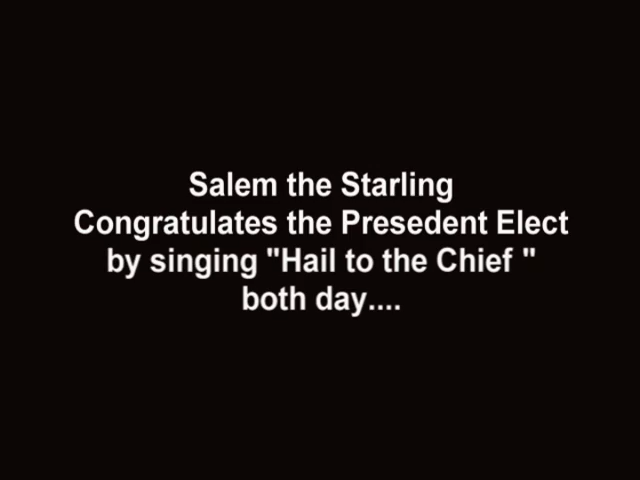 Salem the Starling
Congratulates the Presedent Elect
by singing "Hail to the Chief "
both day....